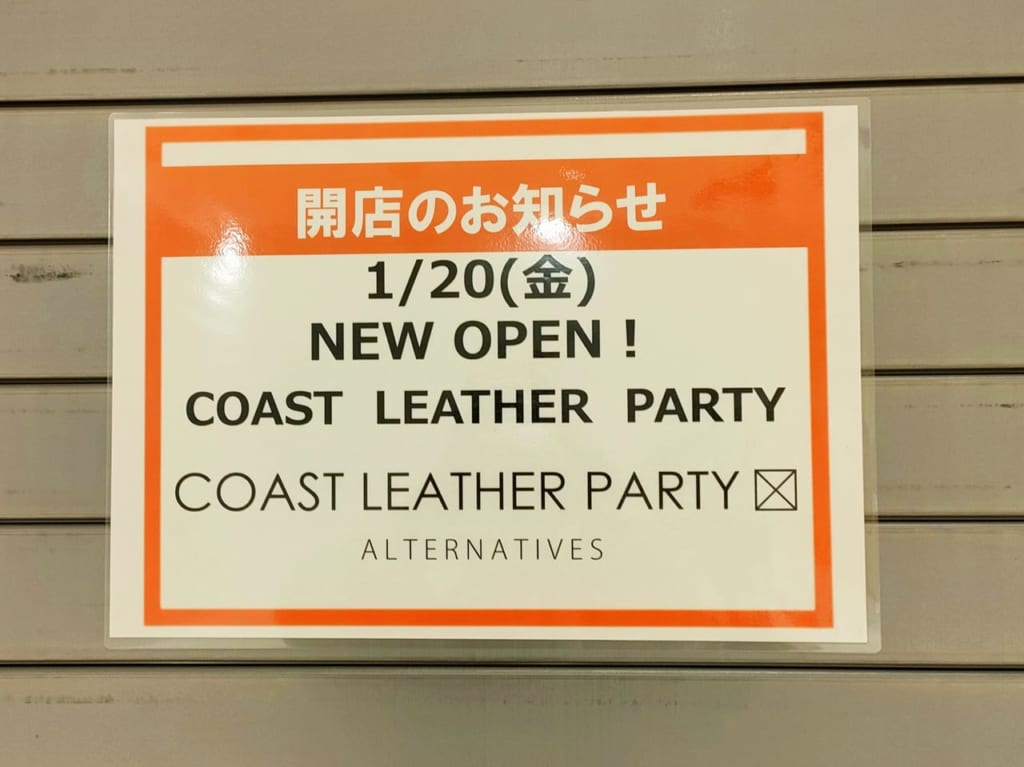 開店のお知らせ
1/20(金)
NEW OPEN！
COAST LEATHER PARTY
COAST LEATHER PARTY
ALTERNATIVES